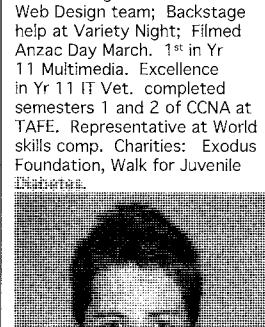 Web Design team; Backstage
help at Variety Night; Filmed
Anzac Day March. 1st in Yr
11 Multimedia. Excellence
in Yr 11 IT Vet. completed
semesters 1 and 2 of CCNA at
TAFE. Representative at World
skills comp. Charities: Exodus
Foundation, Walk for Juvenile
Diabetes.